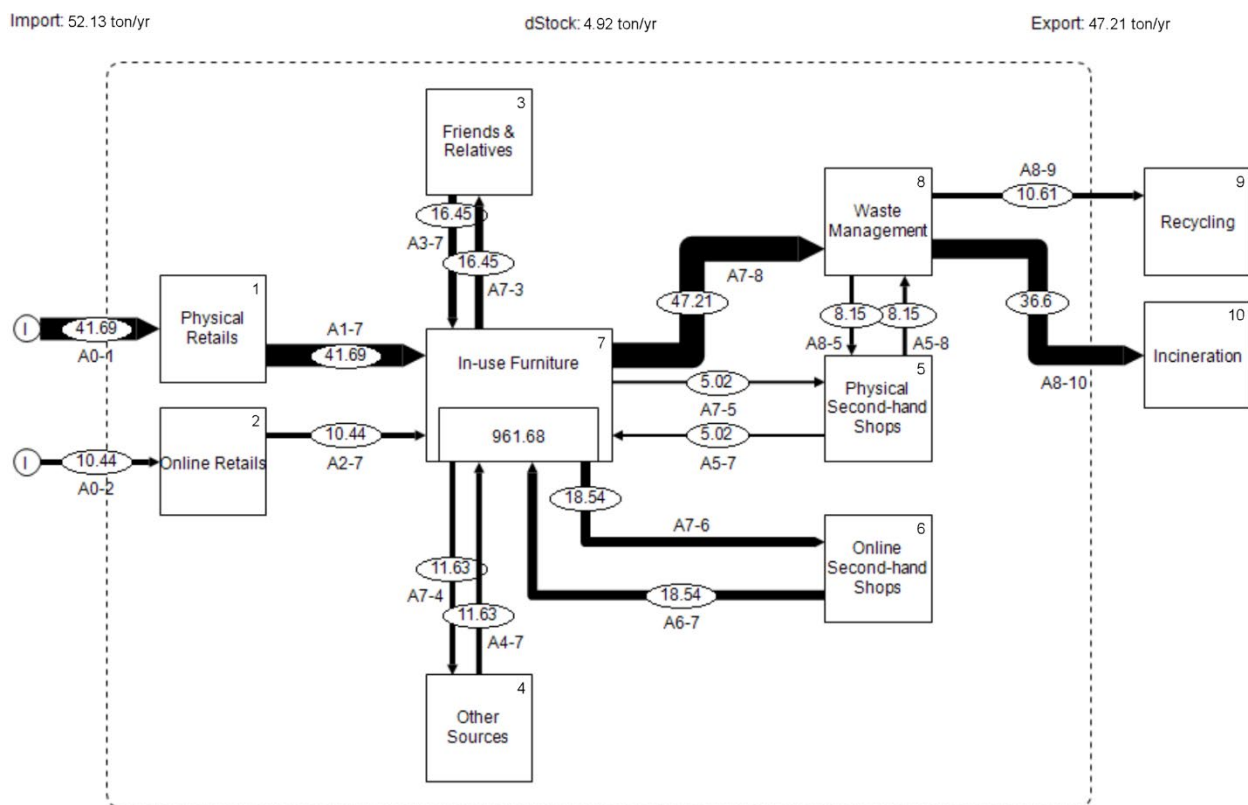 Import: 52.13 ton/yr
dStock: 4.92 ton/yr
Export: 47.21 ton/yr
3
Friends &
Relatives
16.45
A3-7
16.45
A7-3
8
Waste
Management
A8-9
10.61
9
Recycling
I
41.69
A0-1
1
Physical
Retails
A1-7
41.69
7
In-use Furniture
961.68
47.21
A7-8
8.15
A8-5
8.15
A5-8
36.6
A8-10
10
Incineration
5.02
A7-5
5.02
A5-7
5
Physical
Second-hand
Shops
I
10.44
A0-2
2
Online Retails
10.44
A2-7
18.54
A7-6
18.54
A6-7
6
Online
Second-hand
Shops
11.63
A7-4
11.63
A4-7
4
Other
Sources